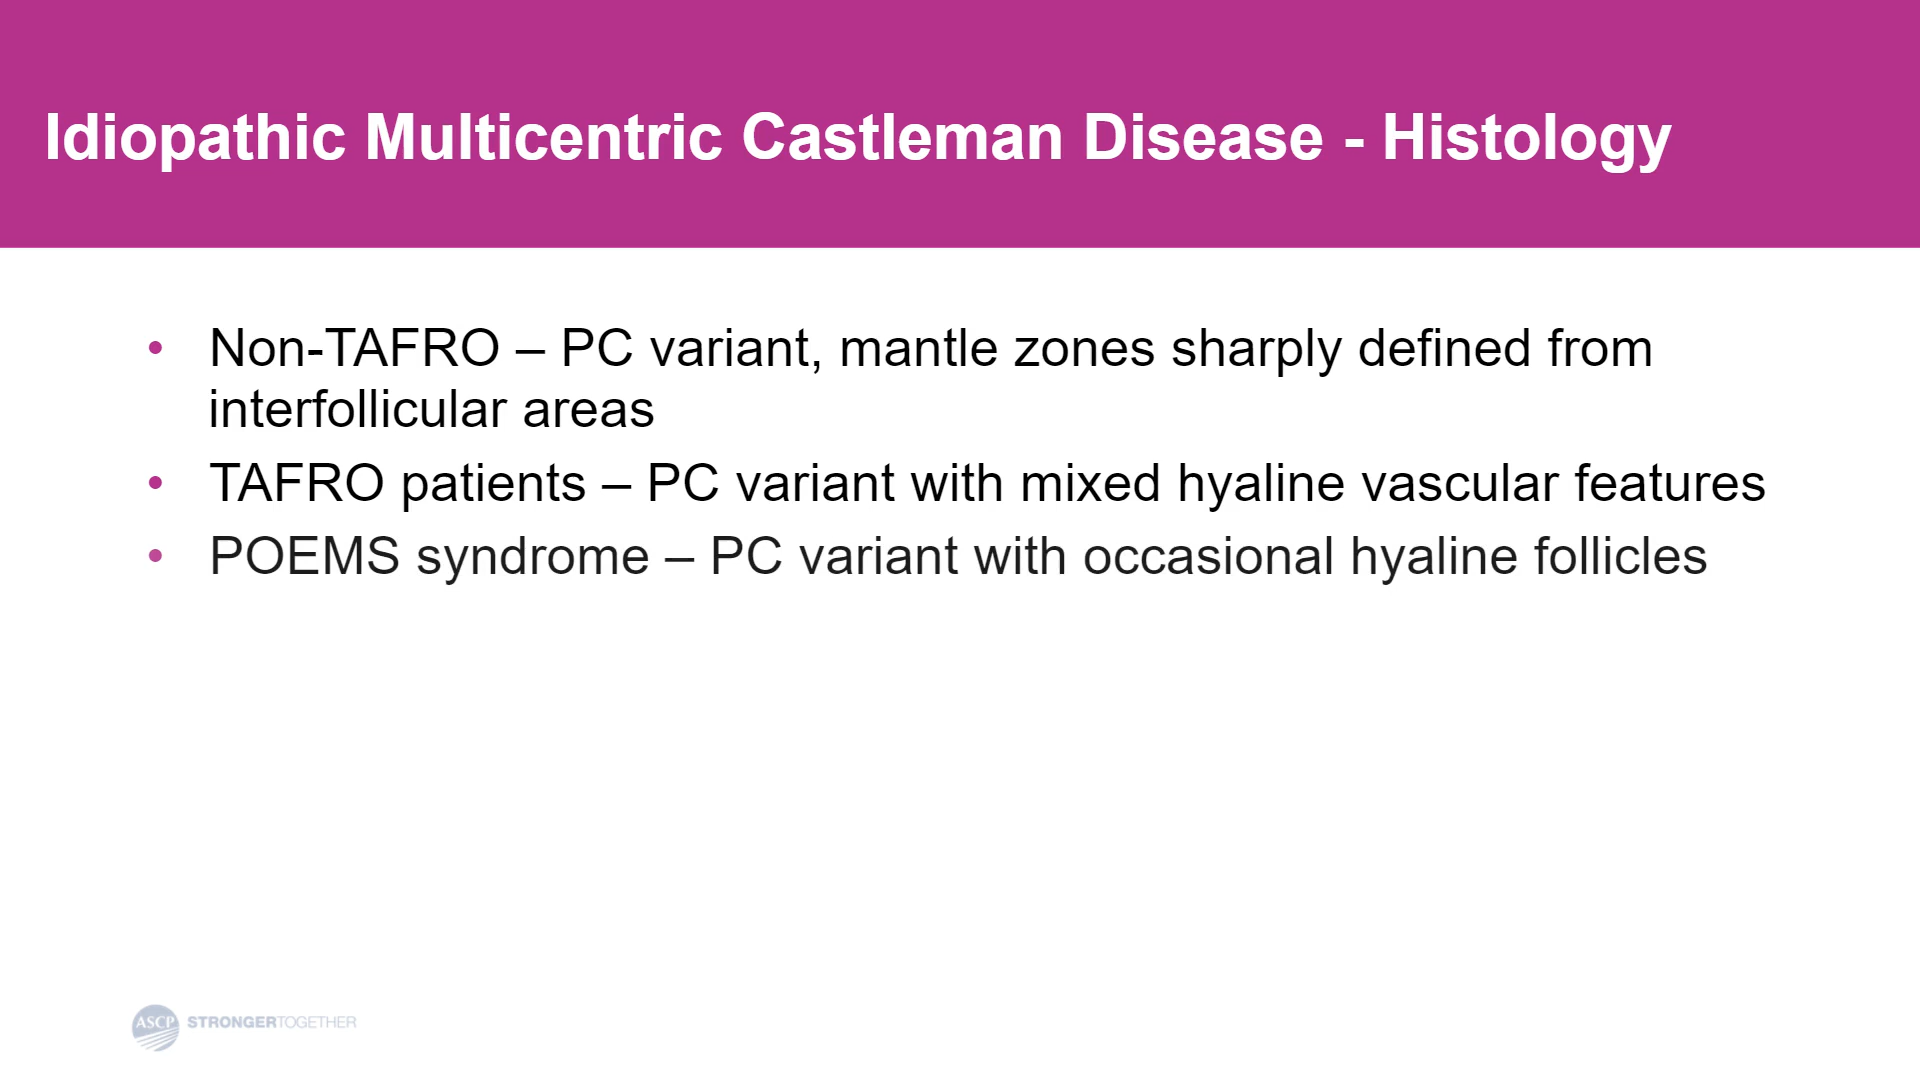 Idiopathic Multicentric Castleman Disease - Histology
• Non-TAFRO – PC variant, mantle zones sharply defined from
interfollicular areas
• TAFRO patients – PC variant with mixed hyaline vascular features
• POEMS syndrome – PC variant with occasional hyaline follicles
ASCP STRONGERTOGETHER